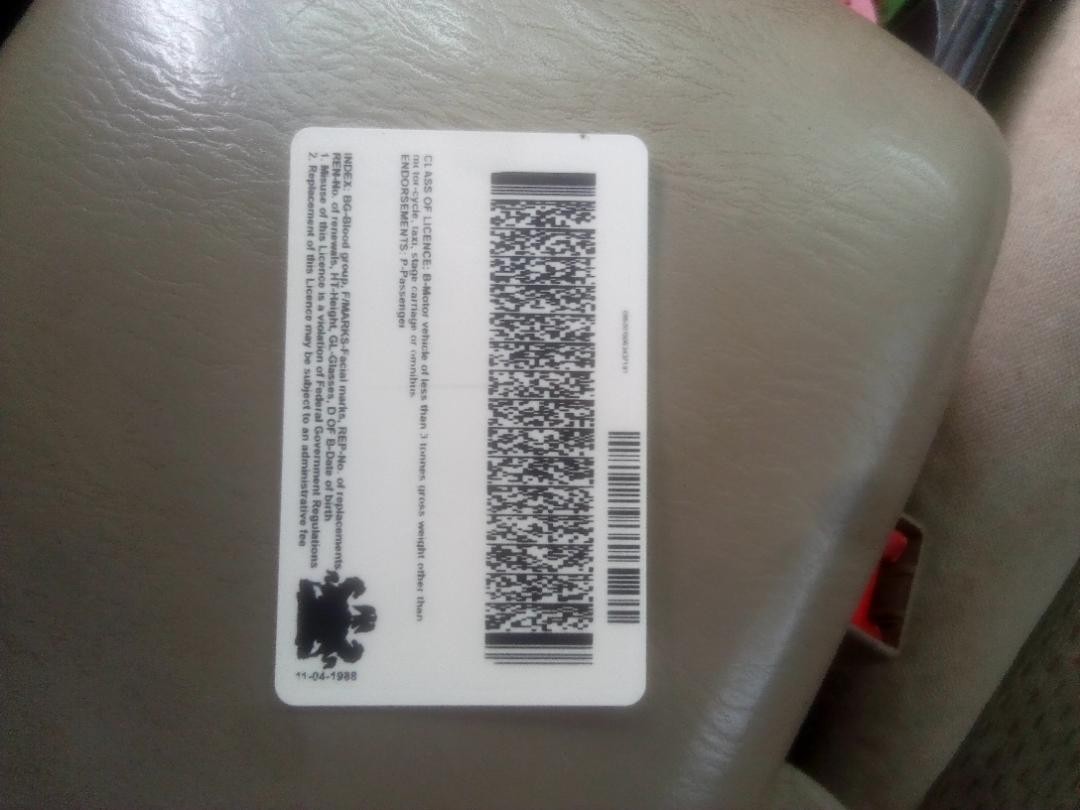 CLASS OF LICENCE: B-Motor vehicle of less than 3 tonnes gross weight other than
motor-cycle, taxi, stage carriage or omnibus
ENDORSEMENTS: P-Passenger
INDEX: BG-Blood group, F/MARKS-Facial marks, REP-No. of replacements
REN-No. of renewals, HT-Height, GL-Glasses, D OF B-Date of birth
1. Misuse of this Licence is a violation of Federal Government Regulations
2. Replacement of this Licence may be subject to an administrative fee
11-04-1988